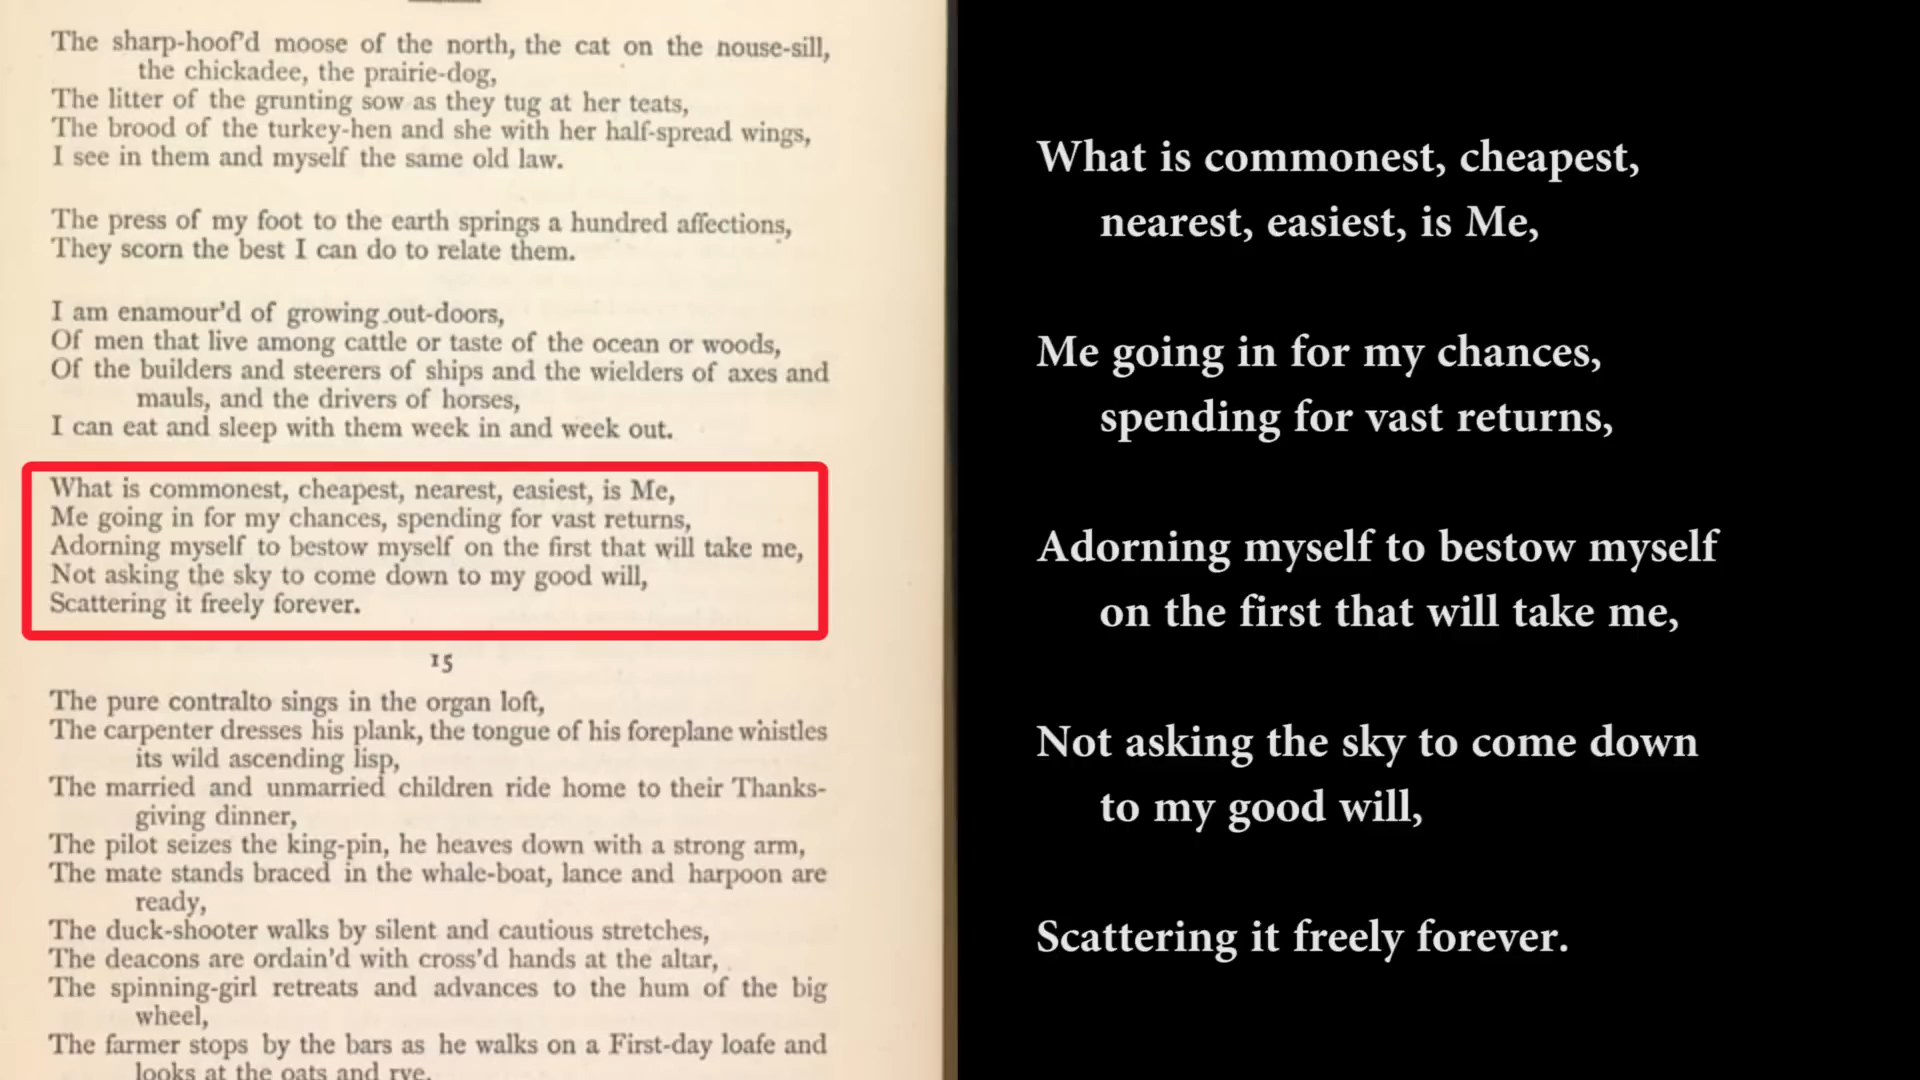 The sharp-hoof'd moose of the north, the cat on the house-sill,
the chickadee, the prairie-dog,
The litter of the grunting sow as they tug at her teats,
The brood of the turkey-hen and she with her half-spread wings,
I see in them and myself the same old law.
The press of my foot to the earth springs a hundred affections,
They scorn the best I can do to relate them.
I am enamour'd of growing out-doors,
Of men that live among cattle or taste of the ocean or woods,
Of the builders and steerers of ships and the wielders of axes and
mauls, and the drivers of horses,
I can eat and sleep with them week in and week out.
What is commonest, cheapest, nearest, easiest, is Me,
Me going in for my chances, spending for vast returns,
Adorning myself to bestow myself on the first that will take me,
Not asking the sky to come down to my good will,
Scattering it freely forever.
15
The pure contralto sings in the organ loft,
The carpenter dresses his plank, the tongue of his foreplane whistles
its wild ascending lisp,
The married and unmarried children ride home to their Thanks-
giving dinner,
The pilot seizes the king-pin, he heaves down with a strong arm,
The mate stands braced in the whale-boat, lance and harpoon are
ready,
The duck-shooter walks by silent and cautious stretches,
The deacons are ordain'd with cross'd hands at the altar,
The spinning-girl retreats and advances to the hum of the big
wheel,
The farmer stops by the bars as he walks on a First-day loafe and
looks at the oats and rye,
What is commonest, cheapest,
nearest, easiest, is Me,
Me going in for my chances,
spending for vast returns,
Adorning myself to bestow myself
on the first that will take me,
Not asking the sky to come down
to my good will,
Scattering it freely forever.